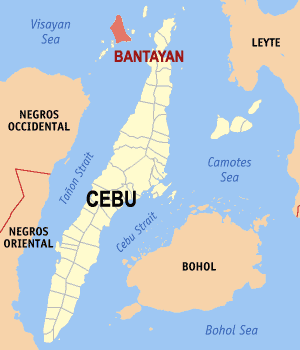 Visayan
Sea
LEYTE
BANTAYAN
NEGROS
OCCIDENTAL
Tañon Strait
Camotes
Sea
CEBU
Cebu Strait
NEGROS
ORIENTAL
BOHOL
Bohol Sea